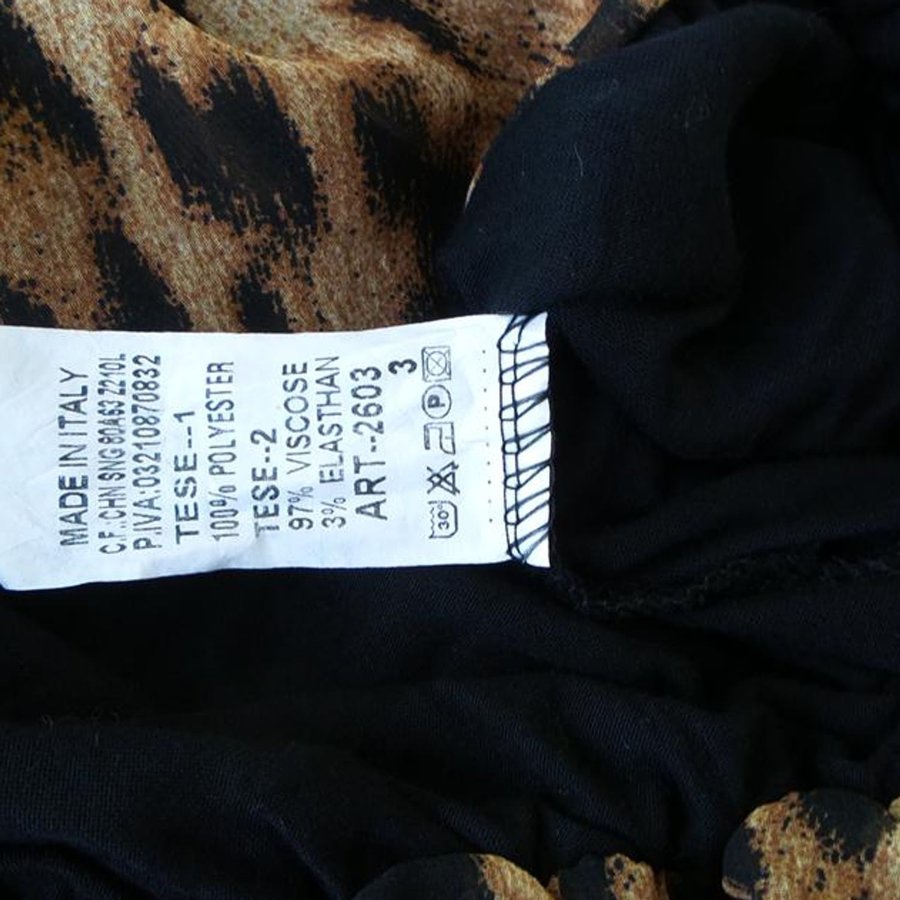 MADE IN ITALY
C.F.:CHN SNG 80A63 Z210L
P.IVA:03210870832
TESE--1
100% POLYESTER
TESE--2
97% VISCOSE
3% ELASTHAN
ART--2603
3
30° P